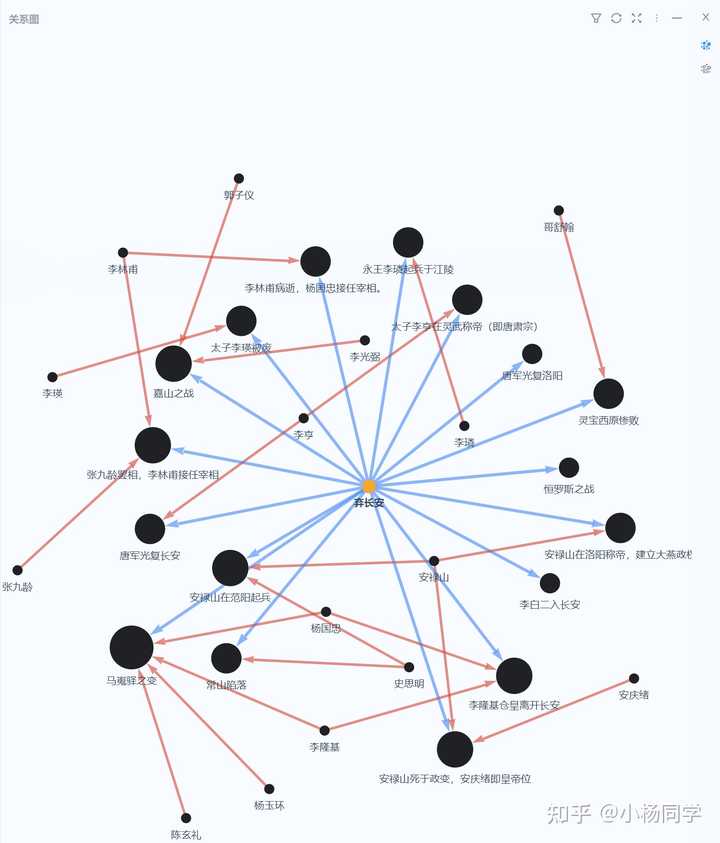 关系图
郭子仪
哥舒翰
李林甫
永王李璘起兵于江陵
李林甫病逝，杨国忠接任宰相。
太子李亨在灵武称帝（即唐肃宗）
太子李瑛被废
李光弼
唐军光复洛阳
李瑛
嘉山之战
灵宝西原惨败
李亨
李璘
张九龄罢相，李林甫接任宰相
恒罗斯之战
弃长安
唐军光复长安
安禄山在洛阳称帝，建立大燕政权
安禄山
张九龄
安禄山在范阳起兵
李白二入长安
杨国忠
马嵬驿之变
常山陷落
史思明
李隆基仓皇离开长安
安庆绪
李隆基
安禄山死于政变，安庆绪即皇帝位
杨玉环
陈玄礼
知乎 @小杨同学